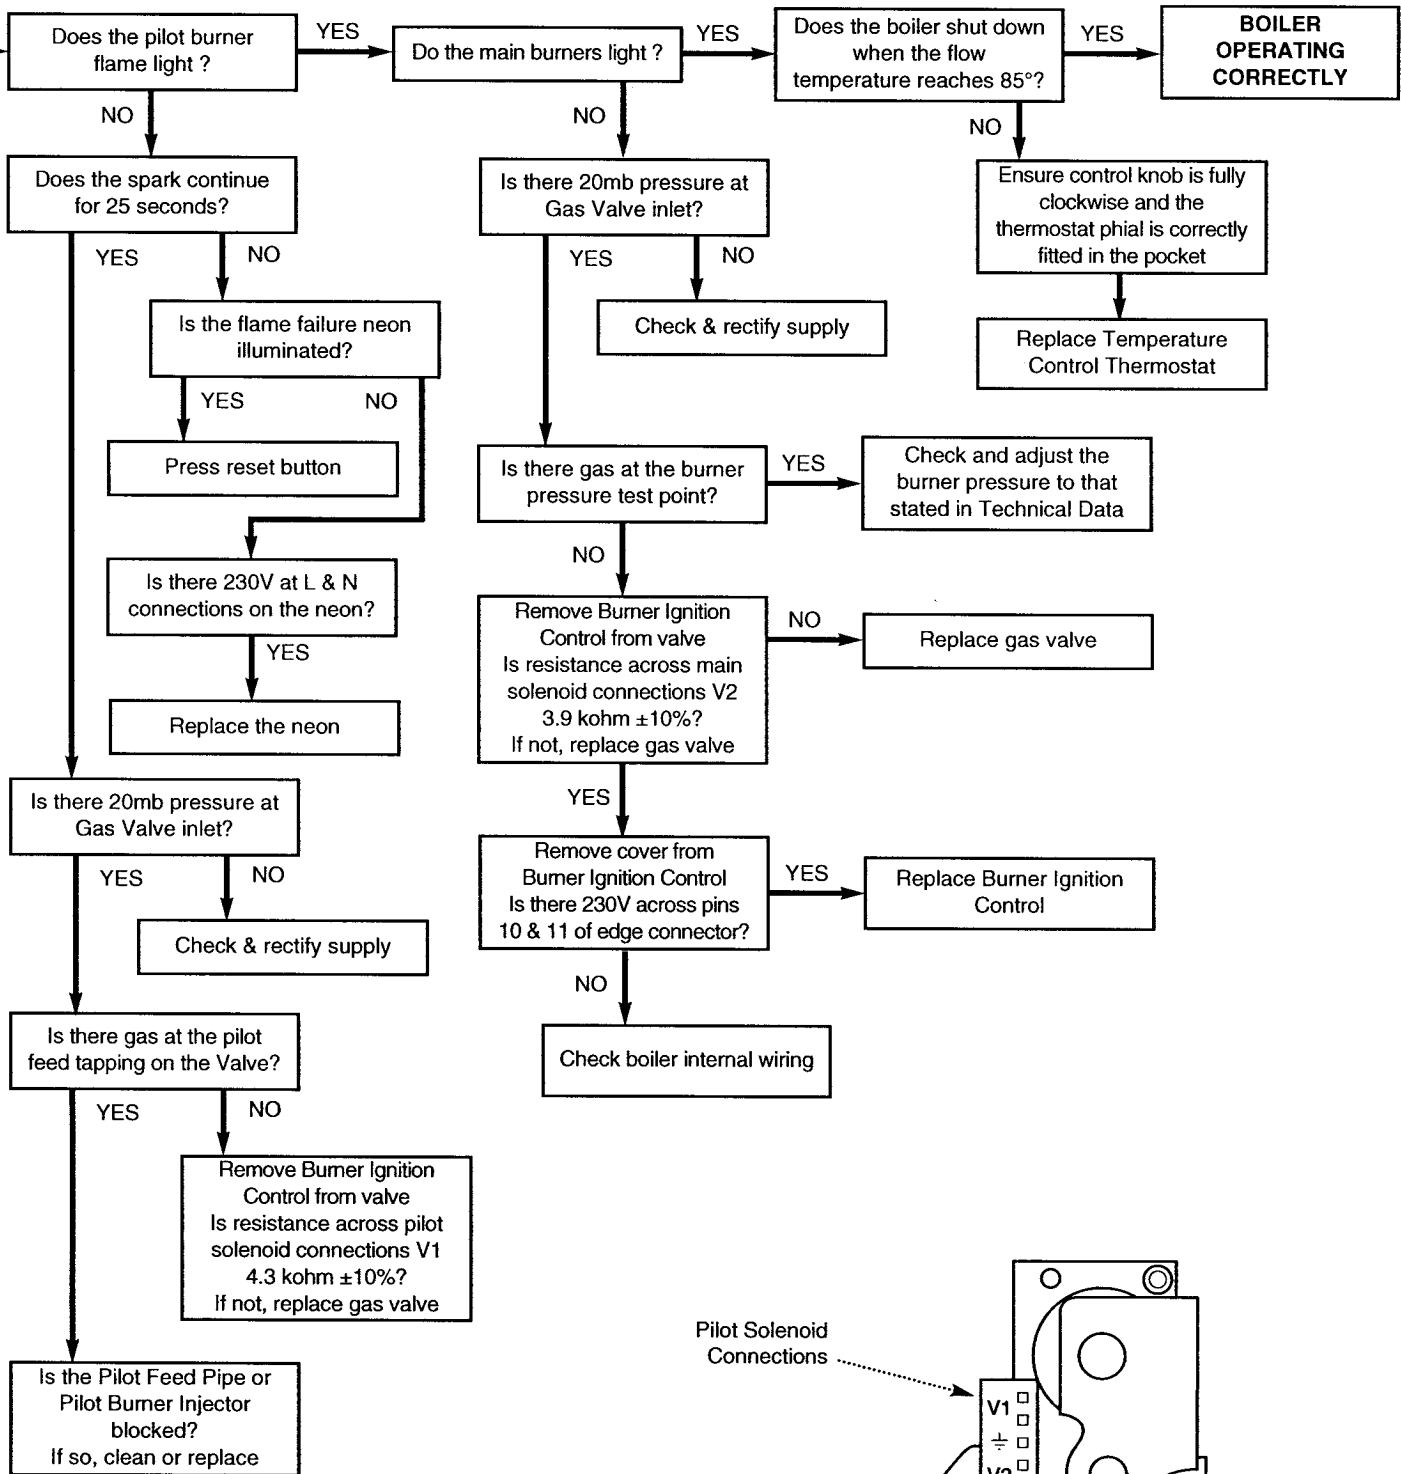 Does the pilot burner
flame light ?
YES
Do the main burners light ?
YES
Does the boiler shut down
when the flow
temperature reaches 85°?
YES
BOILER
OPERATING
CORRECTLY
NO
Does the spark continue
for 25 seconds?
YES
NO
Is the flame failure neon
illuminated?
YES
NO
Press reset button
Is there 230V at L & N
connections on the neon?
YES
Replace the neon
Is there 20mb pressure at
Gas Valve inlet?
YES
NO
Check & rectify supply
Is there gas at the pilot
feed tapping on the Valve?
YES
NO
Remove Burner Ignition
Control from valve
Is resistance across pilot
solenoid connections V1
4.3 kohm ±10%?
If not, replace gas valve
Is the Pilot Feed Pipe or
Pilot Burner Injector
blocked?
If so, clean or replace
NO
Is there 20mb pressure at
Gas Valve inlet?
YES
NO
Check & rectify supply
Is there gas at the burner
pressure test point?
YES
Check and adjust the
burner pressure to that
stated in Technical Data
NO
Remove Burner Ignition
Control from valve
Is resistance across main
solenoid connections V2
3.9 kohm ±10%?
If not, replace gas valve
NO
Replace gas valve
YES
Remove cover from
Burner Ignition Control
Is there 230V across pins
10 & 11 of edge connector?
YES
Replace Burner Ignition
Control
NO
Check boiler internal wiring
NO
Ensure control knob is fully
clockwise and the
thermostat phial is correctly
fitted in the pocket
Replace Temperature
Control Thermostat
Pilot Solenoid
Connections
V1
V2